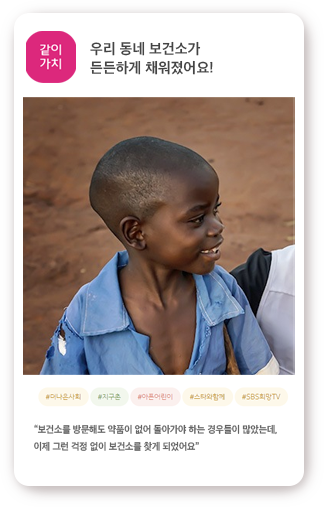 같이
가치
우리 동네 보건소가
든든하게 채워졌어요!
#더나은사회 #지구촌 #아픈어린이 #스타와함께 #SBS희망TV
“보건소를 방문해도 약품이 없어 돌아가야 하는 경우들이 많았는데,
이제 그런 걱정 없이 보건소를 찾게 되었어요”